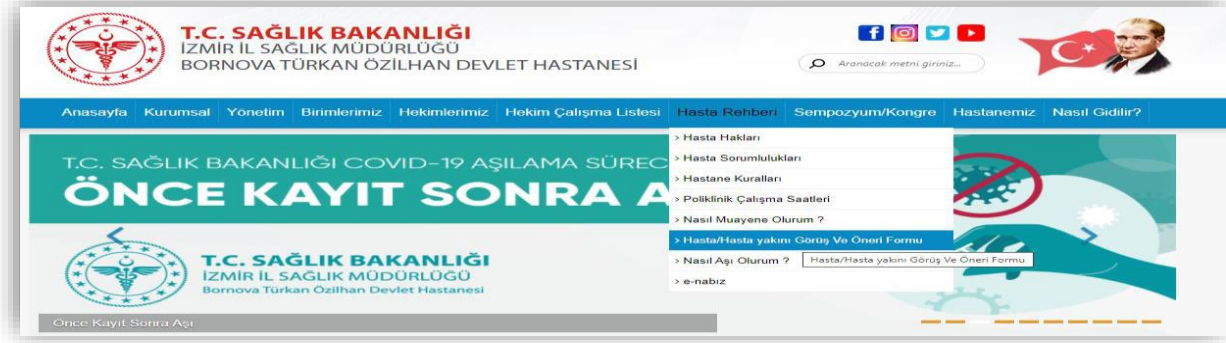 T.C. SAĞLIK BAKANLIĞI
İZMİR İL SAĞLIK MÜDÜRLÜĞÜ
BORNOVA TÜRKAN ÖZİLHAN DEVLET HASTANESİ
Aranacak metni giriniz...
Anasayfa Kurumsal Yönetim Birimlerimiz Hekimlerimiz Hekim Çalışma Listesi Hasta Rehberi Sempozyum/Kongre Hastanemiz Nasıl Gidilir?
> Hasta Hakları
> Hasta Sorumlulukları
> Hastane Kuralları
> Poliklinik Çalışma Saatleri
> Nasıl Muayene Olurum ?
> Hasta/Hasta yakını Görüş Ve Öneri Formu
> Nasıl Aşı Olurum ?
Hasta/Hasta yakını Görüş Ve Öneri Formu
> e-nabız
T.C. SAĞLIK BAKANLIĞI COVID-19 AŞILAMA SÜREC
ÖNCE KAYIT SONRA A
T.C. SAĞLIK BAKANLIĞI
İZMİR İL SAĞLIK MÜDÜRLÜĞÜ
Bornova Türkan Özilhan Devlet Hastanesi
Önce Kayıt Sonra Aşı